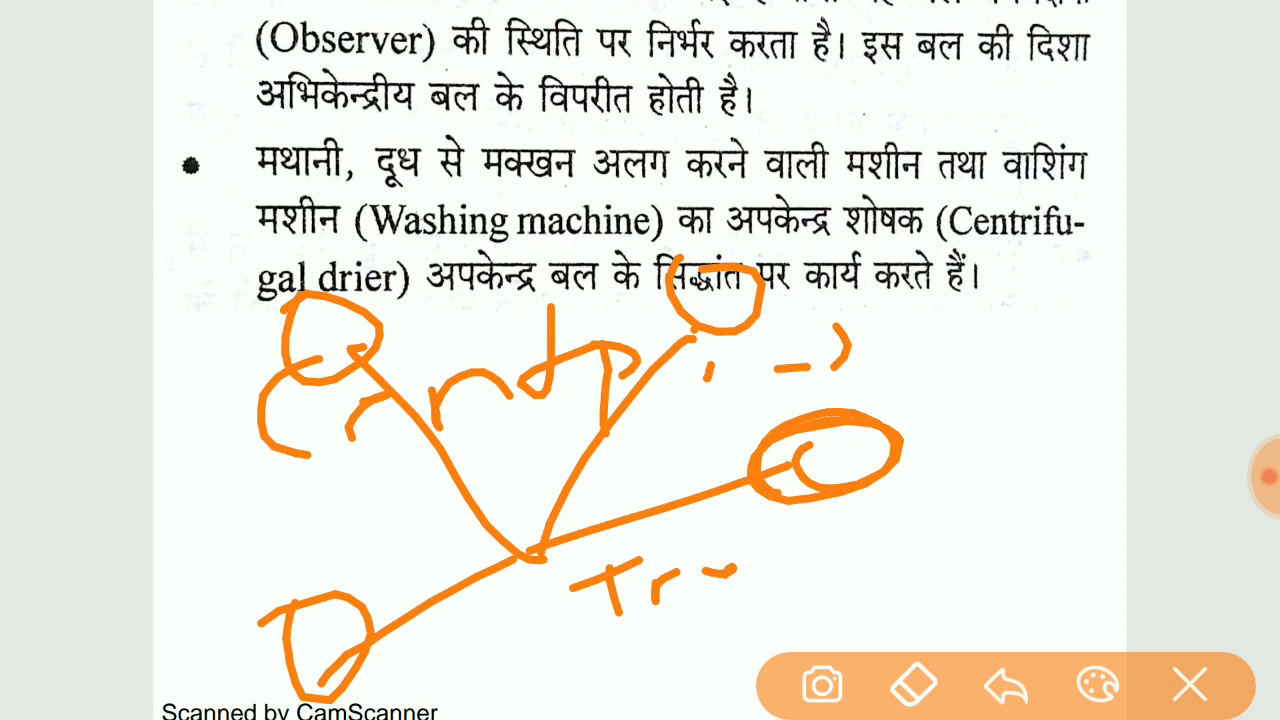 (Observer) की स्थिति पर निर्भर करता है। इस बल की दिशा
अभिकेन्द्रीय बल के विपरीत होती है।
● मथानी, दूध से मक्खन अलग करने वाली मशीन तथा वाशिंग
मशीन (Washing machine) का अपकेन्द्र शोषक (Centrifu-
gal drier) अपकेन्द्र बल के सिद्धांत पर कार्य करते हैं।
Scanned by CamScanner